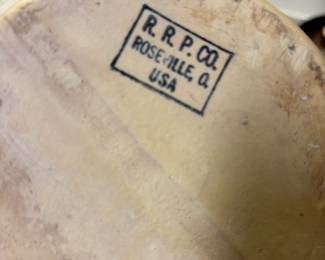 R. R. P. CO.
ROSEVILLE, O.
USA